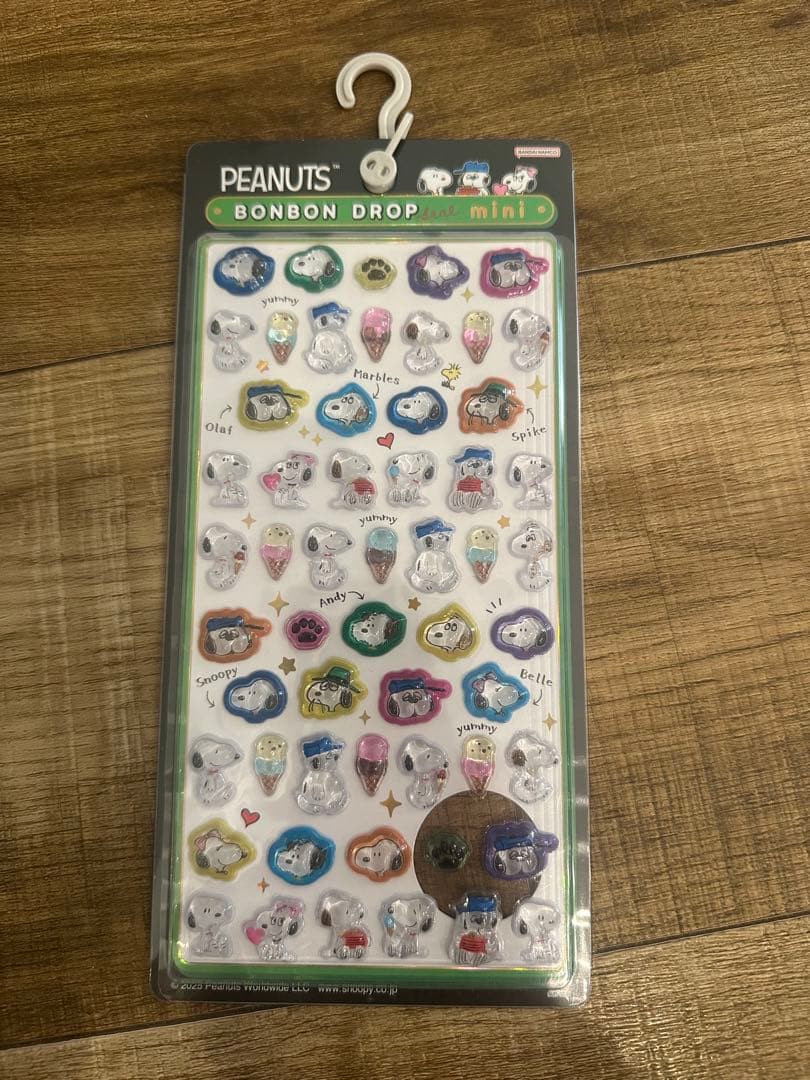 BANDAI NAMCO
PEANUTS™
BONBON DROP seal mini
yummy
Marbles
Olaf
Spike
yummy
Andy
Snoopy
Belle
yummy
© 2025 Peanuts Worldwide LLC www.snoopy.co.jp